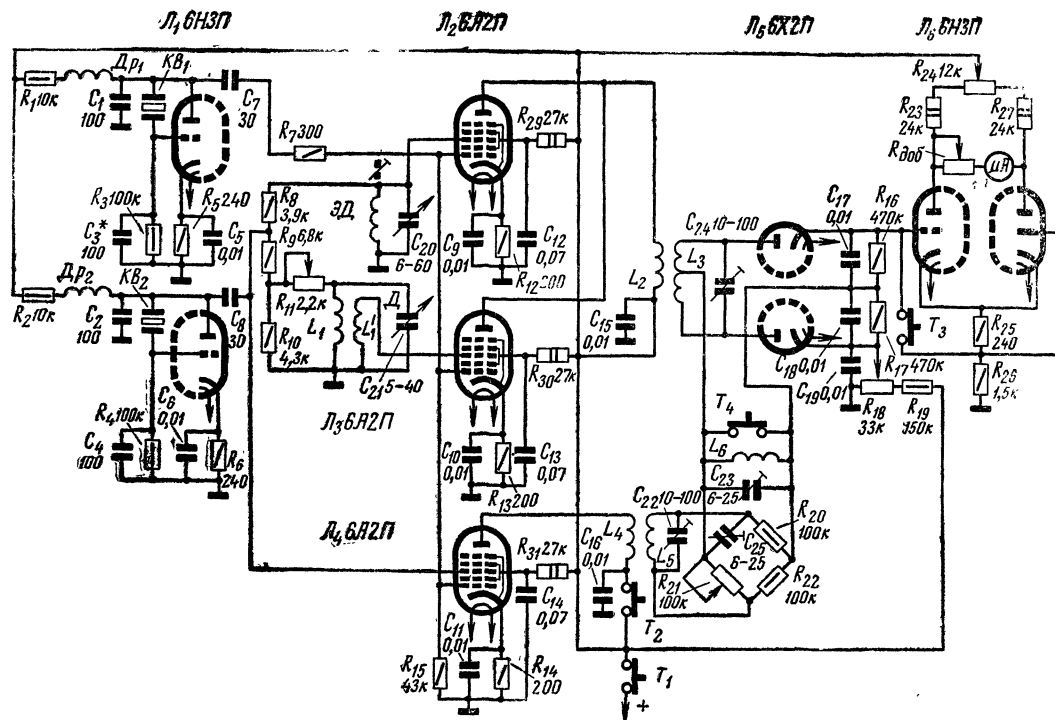 Л₁ 6Н3П
Л₂ 6А2П
Л₅ 6Х2П
Л₆ 6Н3П
R₁ 10к
Др₁
C₁
100
КВ₁
C₇
30
R₃ 100к
C₃*
100
R₅ 240
C₅
0,01
R₇ 300
R₈
3,9к
R₉ 6,8к
ЭД
C₂₀
6–60
R₂₉ 27к
C₉
0,01
C₁₂
0,07
R₁₂ 200
R₂₄ 12к
R₂₃
24к
R₂₇
24к
Rдоб
μА
C₂₄ 10–100
L₃
C₁₇
0,01
R₁₆
470к
R₂ 10к
Др₂
C₂
100
КВ₂
C₈
30
R₁₁ 2,2к
R₁₀
4,3к
L₁
L₁'
Д
C₂₁ 5–40
R₃₀ 27к
L₂
C₁₅
0,01
C₁₈ 0,01
C₁₉ 0,01
R₁₇ 470к
T₃
R₂₅
240
R₂₆
1,5к
R₁₈
33к
R₁₉
150к
R₄ 100к
C₄
100
C₆
0,01
R₆
240
Л₃ 6А2П
C₁₀
0,01
C₁₃
0,07
R₁₃ 200
T₄
L₆
C₂₃
6–25
Л₄ 6А2П
R₃₁ 27к
C₁₄
0,07
C₁₁
0,01
R₁₅
43к
R₁₄
200
L₄
C₁₆
0,01
C₂₂ 10–100
L₅
C₂₅
6–25
R₂₀
100к
R₂₁
100к
R₂₂
100к
T₂
T₁
+